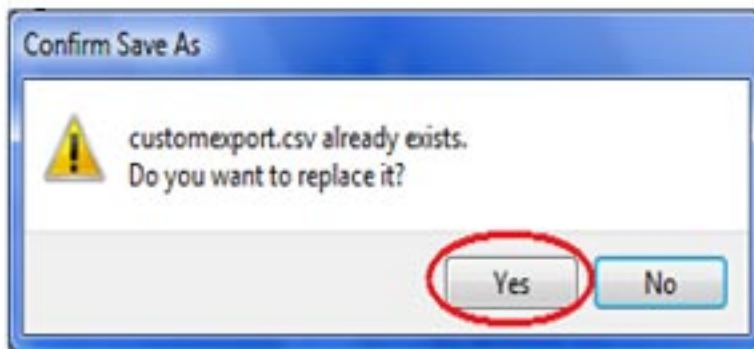 Confirm Save As
customexport.csv already exists.
Do you want to replace it?
Yes No